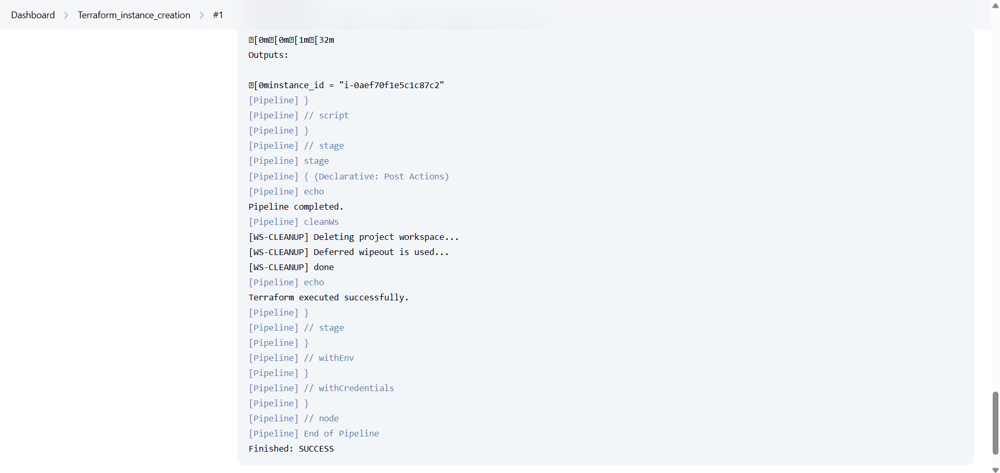 Dashboard > Terraform_instance_creation > #1
[0m[0m[1m[32m
Outputs:
[0minstance_id = "i-0aef70f1e5c1c87c2"
[Pipeline] }
[Pipeline] // script
[Pipeline] }
[Pipeline] // stage
[Pipeline] stage
[Pipeline] { (Declarative: Post Actions)
[Pipeline] echo
Pipeline completed.
[Pipeline] cleanWs
[WS-CLEANUP] Deleting project workspace...
[WS-CLEANUP] Deferred wipeout is used...
[WS-CLEANUP] done
[Pipeline] echo
Terraform executed successfully.
[Pipeline] }
[Pipeline] // stage
[Pipeline] }
[Pipeline] // withEnv
[Pipeline] }
[Pipeline] // withCredentials
[Pipeline] }
[Pipeline] // node
[Pipeline] End of Pipeline
Finished: SUCCESS